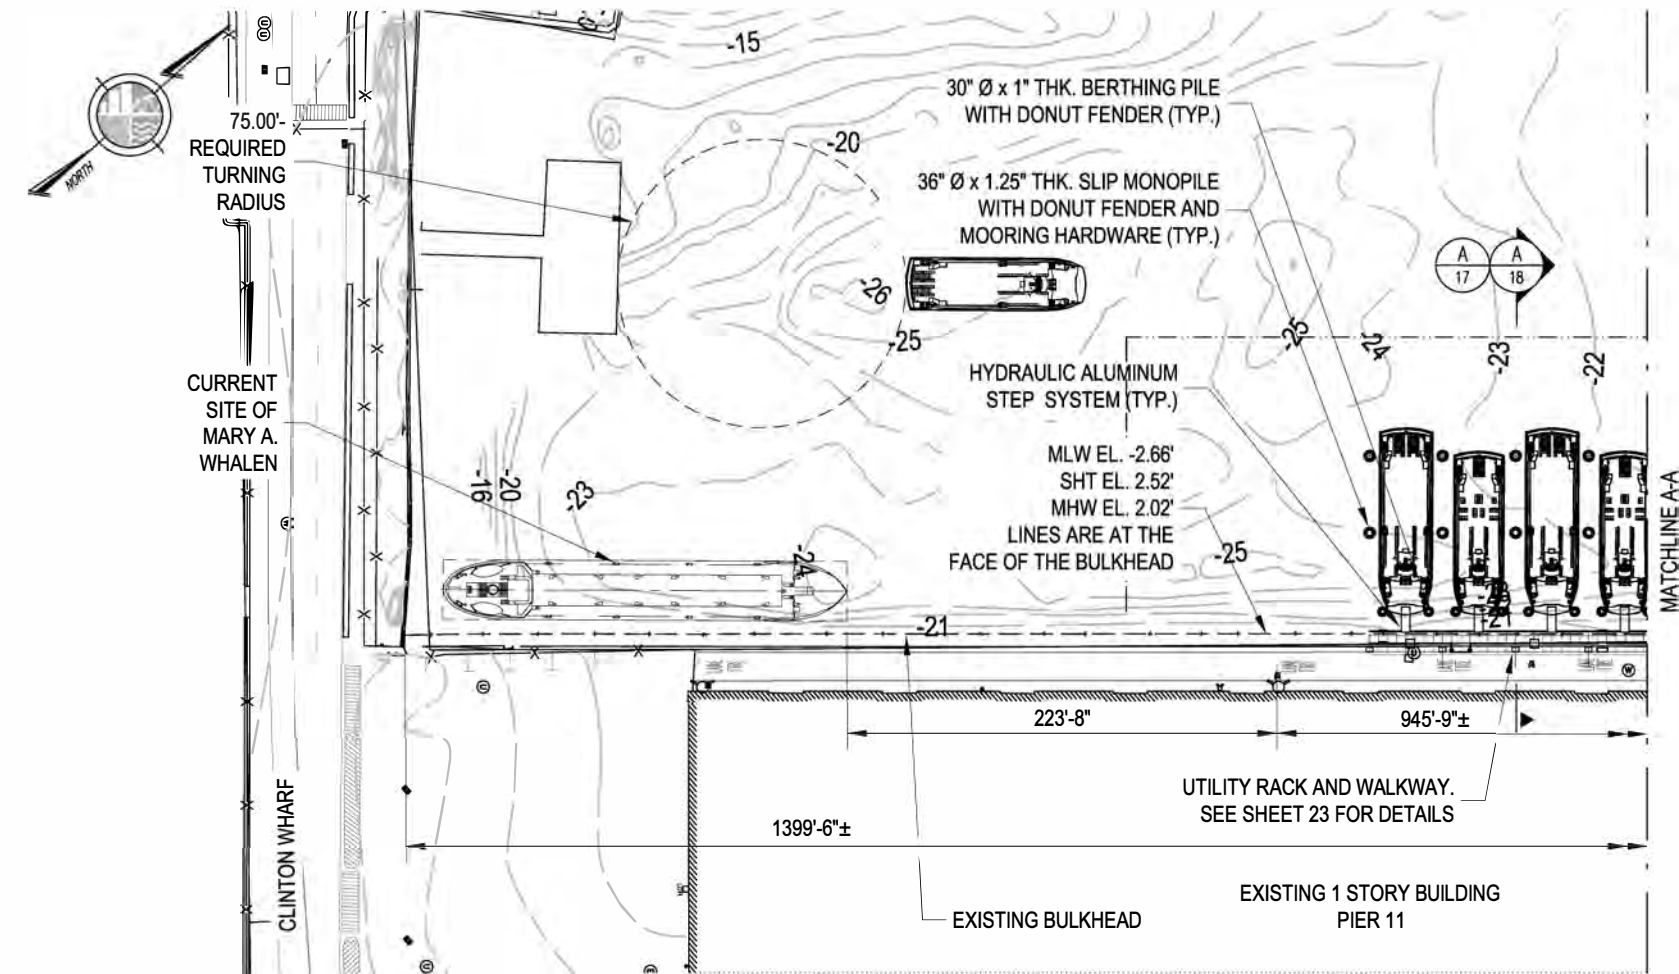 -15
30" Ø x 1" THK. BERTHING PILE
WITH DONUT FENDER (TYP.)
75.00'-
REQUIRED
TURNING
RADIUS
NORTH
-20
36" Ø x 1.25" THK. SLIP MONOPILE
WITH DONUT FENDER AND
MOORING HARDWARE (TYP.)
A
17
A
18
-26
-25
-25
-24
-23
-22
CURRENT
SITE OF
MARY A.
WHALEN
HYDRAULIC ALUMINUM
STEP SYSTEM (TYP.)
MLW EL. -2.66'
SHT EL. 2.52'
MHW EL. 2.02'
LINES ARE AT THE
FACE OF THE BULKHEAD
-16
-20
-23
-24
-25
-21
-21
MATCHLINE A-A
U
W
A
223'-8"
945'-9"±
UTILITY RACK AND WALKWAY.
SEE SHEET 23 FOR DETAILS
1399'-6"±
CLINTON WHARF
EXISTING BULKHEAD
EXISTING 1 STORY BUILDING
PIER 11
U
E